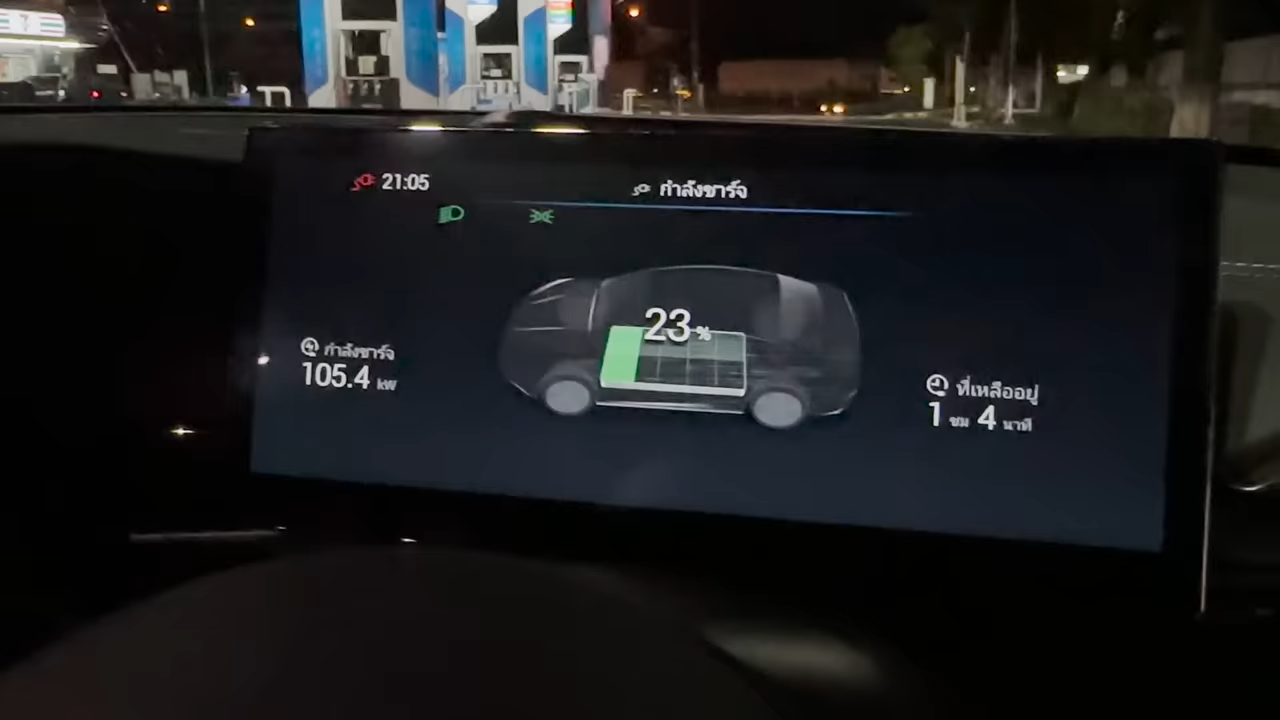 7
21:05
กำลังชาร์จ
23 %
กำลังชาร์จ
105.4 kW
ที่เหลืออยู่
1 ชม 4 นาที